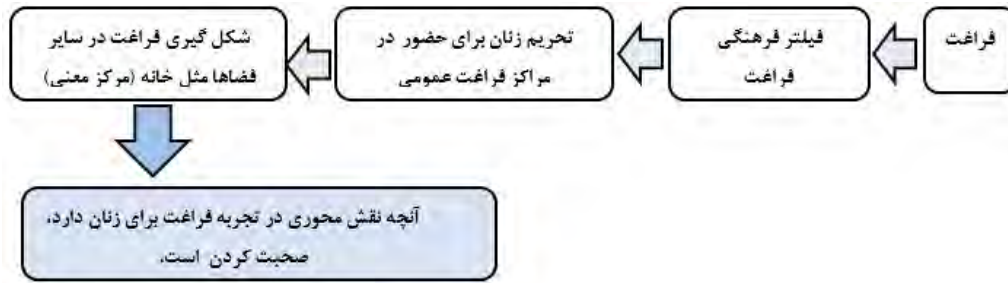 فراغت
فیلتر فرهنگی
فراغت
تحریم زنان برای حضور در
مراکز فراغت عمومی
شکل گیری فراغت در سایر
فضاها مثل خانه (مرکز معنی)
آنچه نقش محوری در تجربه فراغت برای زنان دارد،
صحبت کردن است.